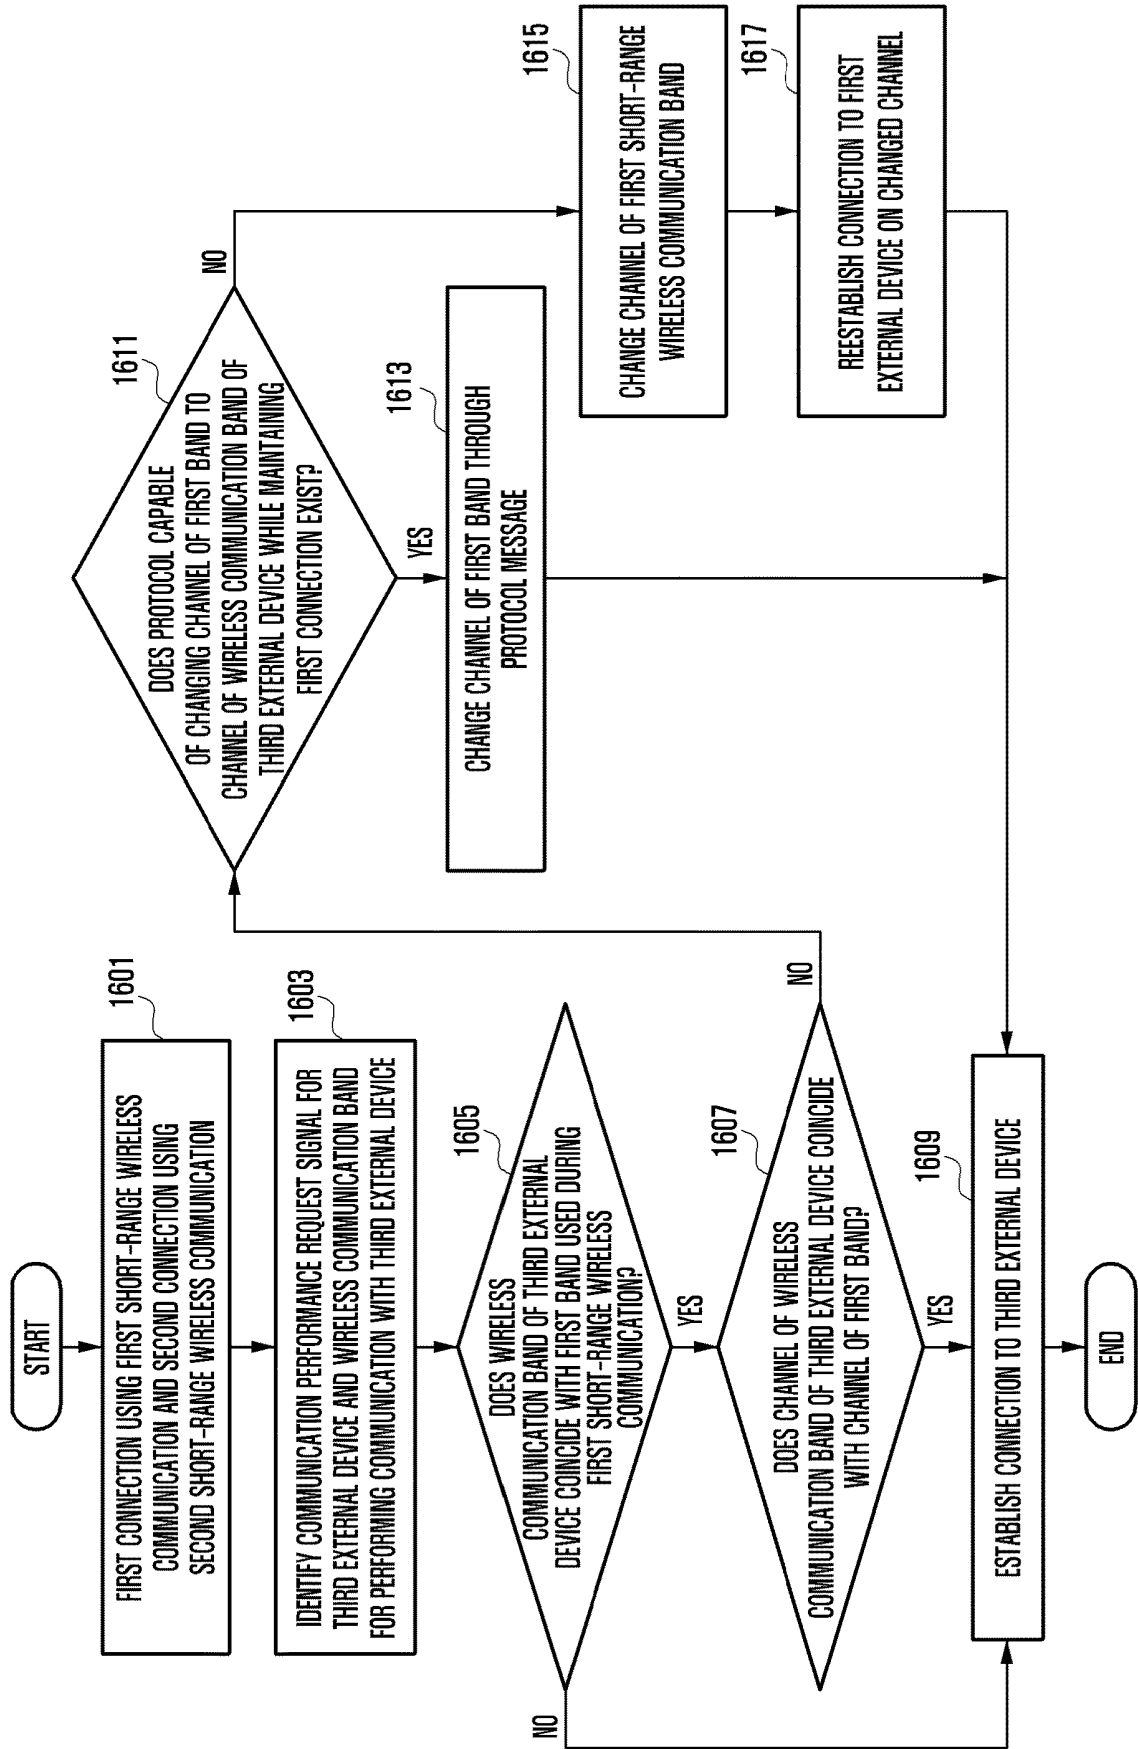 START
1601
FIRST CONNECTION USING FIRST SHORT-RANGE WIRELESS
COMMUNICATION AND SECOND CONNECTION USING
SECOND SHORT-RANGE WIRELESS COMMUNICATION
1603
IDENTIFY COMMUNICATION PERFORMANCE REQUEST SIGNAL FOR
THIRD EXTERNAL DEVICE AND WIRELESS COMMUNICATION BAND
FOR PERFORMING COMMUNICATION WITH THIRD EXTERNAL DEVICE
1605
DOES WIRELESS
COMMUNICATION BAND OF THIRD EXTERNAL
DEVICE COINCIDE WITH FIRST BAND USED DURING
FIRST SHORT-RANGE WIRELESS
COMMUNICATION?
NO
YES
1607
DOES CHANNEL OF WIRELESS
COMMUNICATION BAND OF THIRD EXTERNAL DEVICE COINCIDE
WITH CHANNEL OF FIRST BAND?
NO
YES
1609
ESTABLISH CONNECTION TO THIRD EXTERNAL DEVICE
END
1611
DOES PROTOCOL CAPABLE
OF CHANGING CHANNEL OF FIRST BAND TO
CHANNEL OF WIRELESS COMMUNICATION BAND OF
THIRD EXTERNAL DEVICE WHILE MAINTAINING
FIRST CONNECTION EXIST?
NO
YES
1613
CHANGE CHANNEL OF FIRST BAND THROUGH
PROTOCOL MESSAGE
1615
CHANGE CHANNEL OF FIRST SHORT-RANGE
WIRELESS COMMUNICATION BAND
1617
REESTABLISH CONNECTION TO FIRST
EXTERNAL DEVICE ON CHANGED CHANNEL